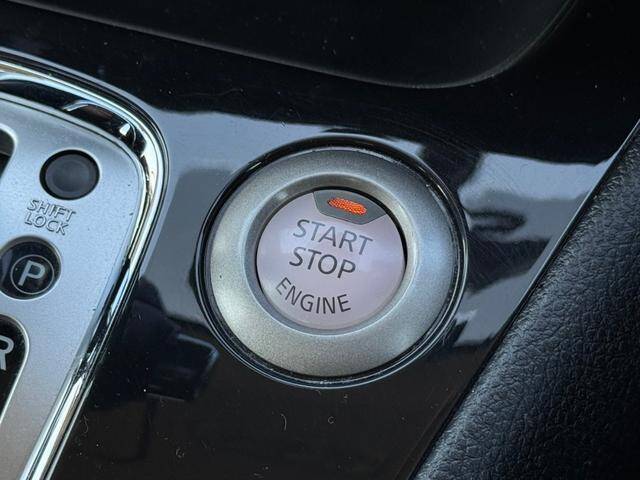 SHIFT
LOCK
P
R
START
STOP
ENGINE